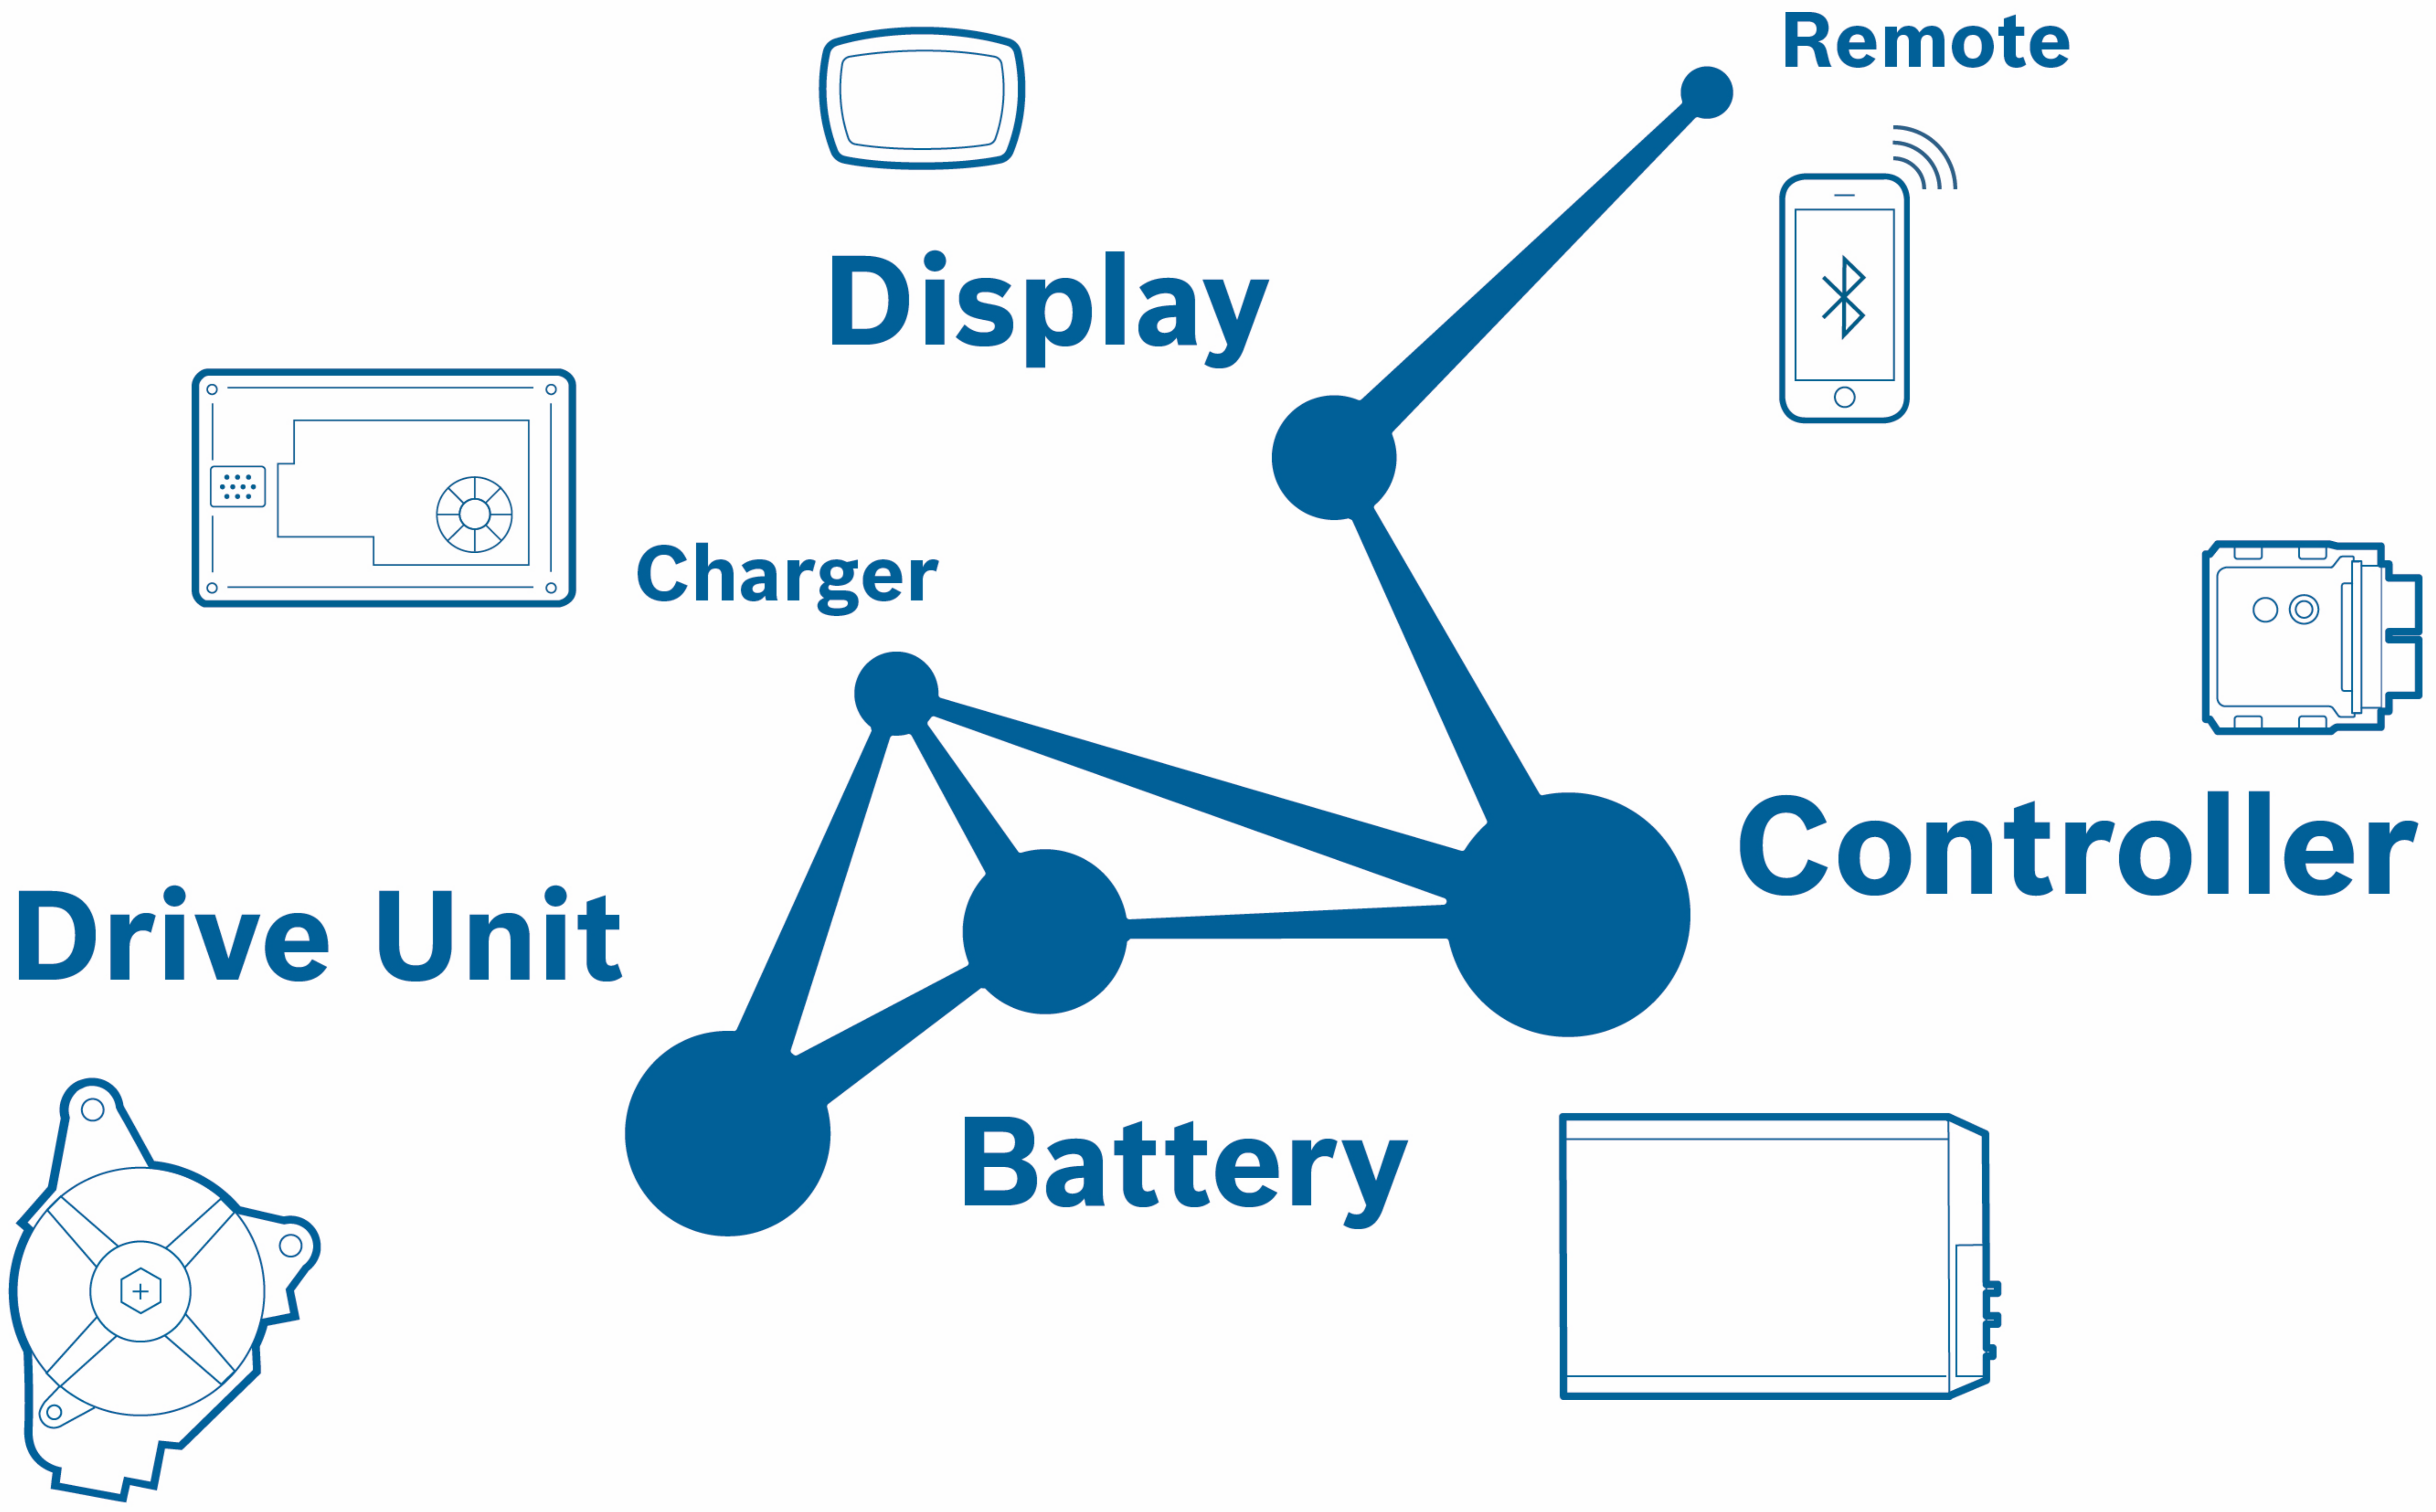 Remote
Display
Charger
Controller
Drive Unit
Battery